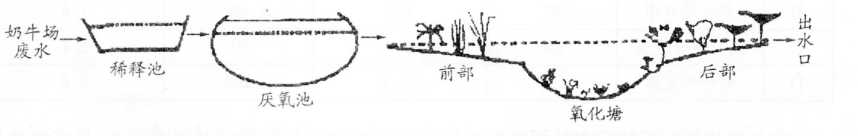 奶牛场
废水
稀释池
厌氧池
前部
氧化塘
后部
出
水
口